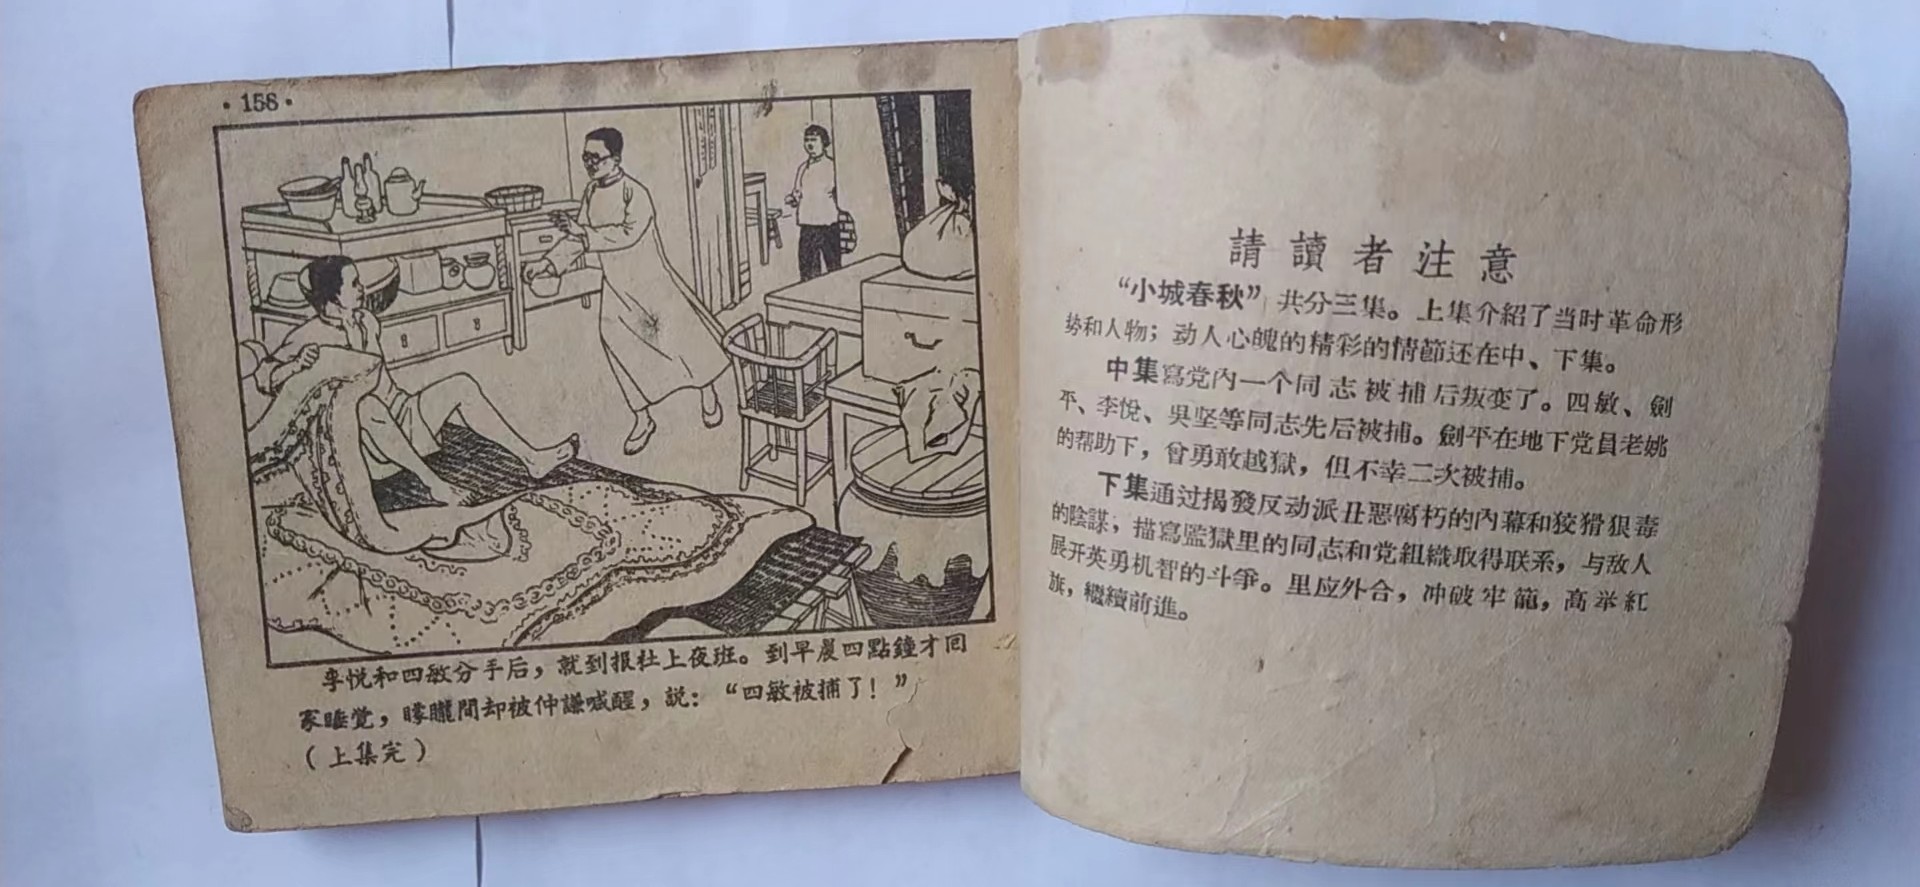 ·158·
李悅和四敏分手后，就到报社上夜班。到早晨四點鐘才回
家睡觉，矇矓間却被仲謙喊醒，說：“四敏被捕了！”
（上集完）
請讀者注意
“小城春秋”共分三集。上集介紹了当时革命形
势和人物；动人心魄的精彩的情節还在中、下集。
中集寫党內一个同志被捕后叛变了。四敏、劍
平、李悅、吳坚等同志先后被捕。劍平在地下党員老姚
的帮助下，曾勇敢越獄，但不幸二次被捕。
下集通过揭發反动派丑惡腐朽的內幕和狡猾狠毒
的陰謀；描寫監獄里的同志和党組織取得联系，与敌人
展开英勇机智的斗爭。里应外合，冲破牢籠，高举紅
旗，繼續前進。